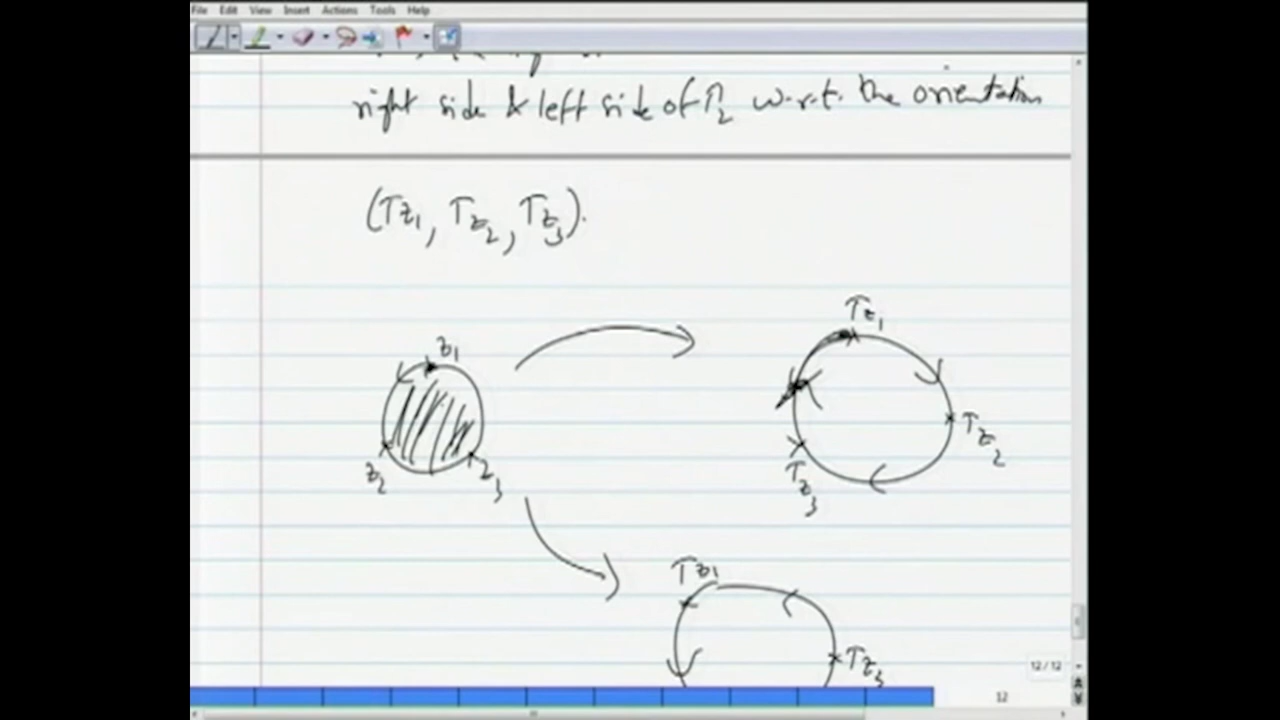 File Edit View Insert Actions Tools Help
right side & left side of Γ₂ w.r.t. the orientation
(Tz₁, Tz₂, Tz₃).
Tz₁
z₁
Tz₂
z₂
z₃
Tz₃
Tz₁
Tz₃
12/12
12